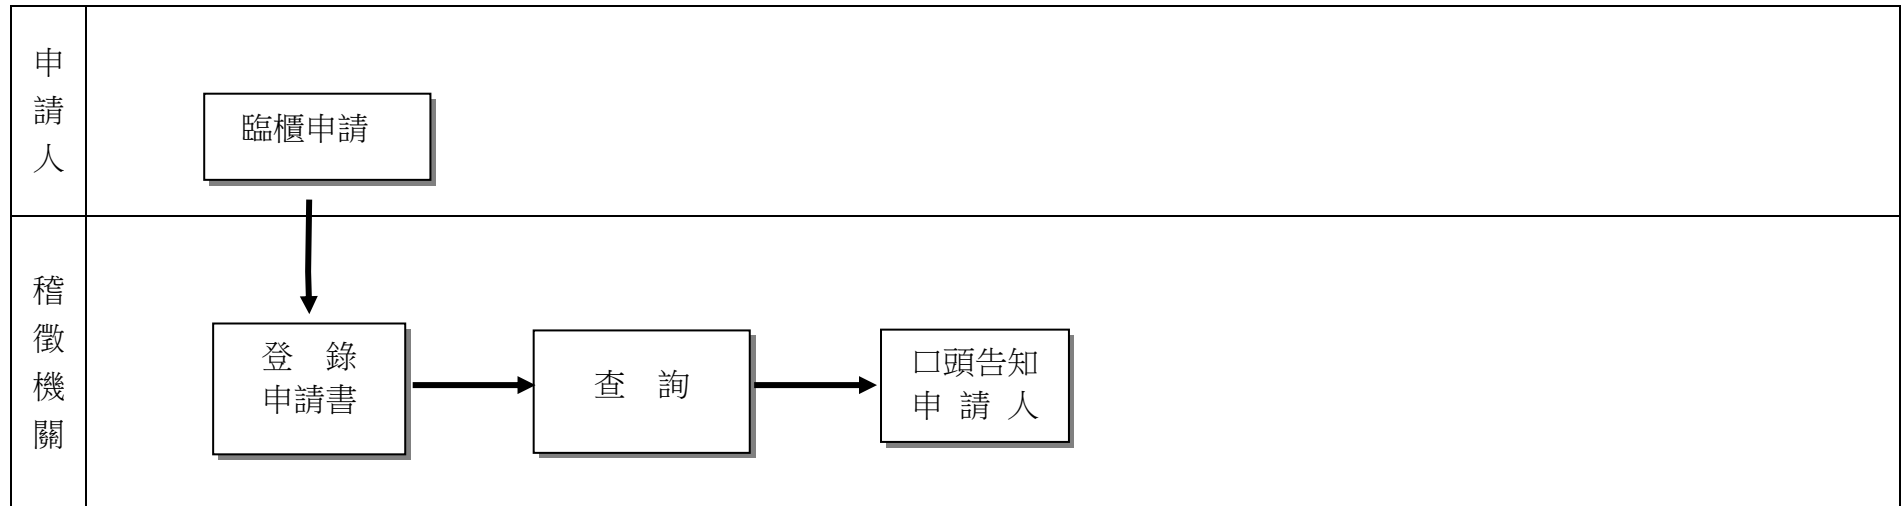 申請人
臨櫃申請
稽徵機關
登　錄
申請書
查　詢
口頭告知
申 請 人